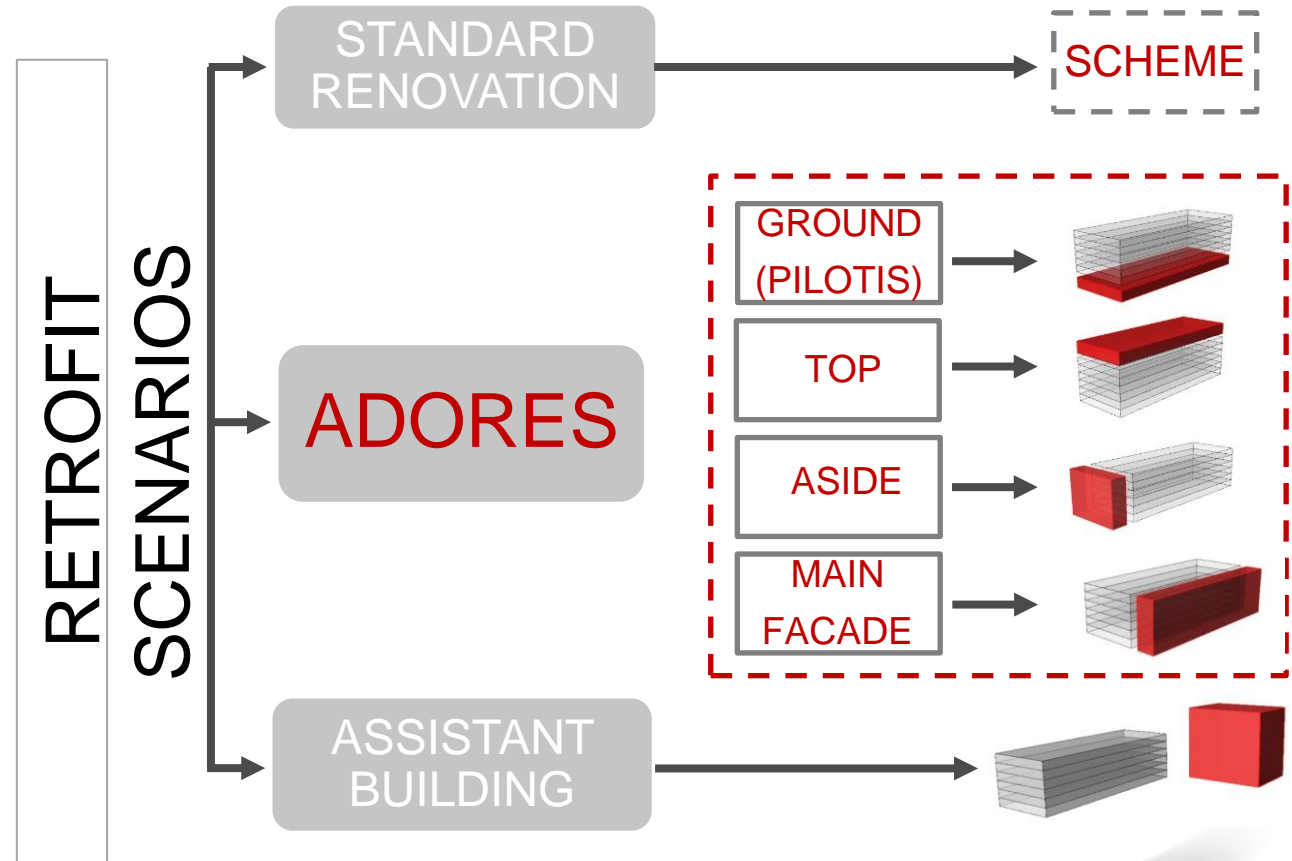 RETROFIT
SCENARIOS
STANDARD
RENOVATION
SCHEME
ADORES
GROUND
(PILOTIS)
TOP
ASIDE
MAIN
FACADE
ASSISTANT
BUILDING